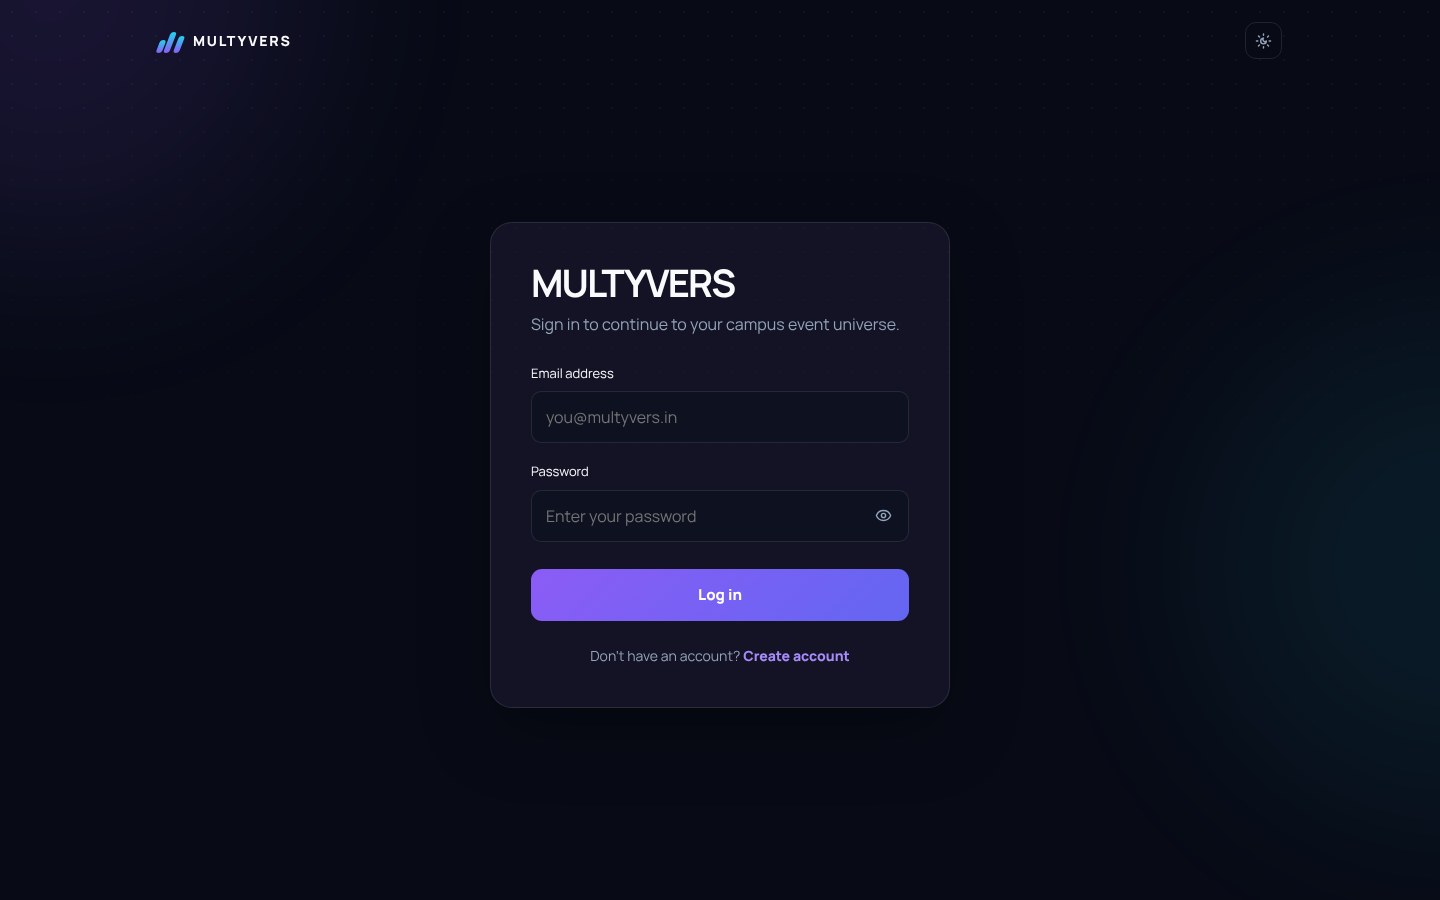 MULTYVERS
MULTYVERS
Sign in to continue to your campus event universe.
Email address
you@multyvers.in
Password
Enter your password
Log in
Don't have an account? Create account